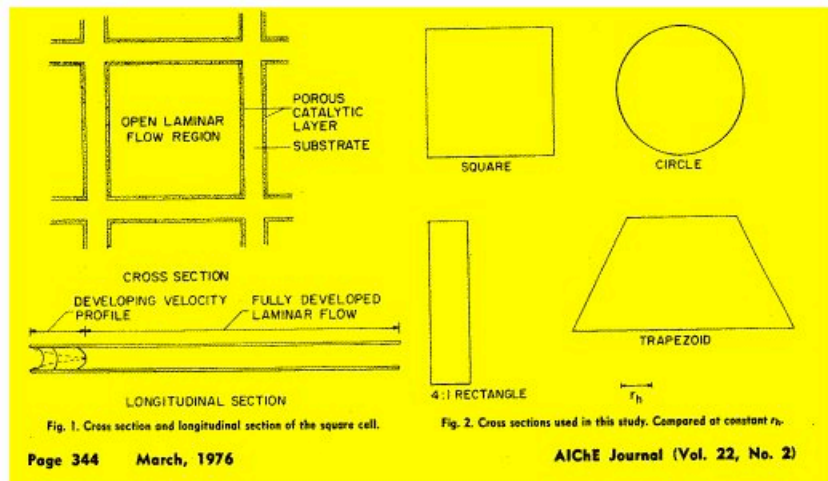 OPEN LAMINAR
FLOW REGION
POROUS
CATALYTIC
LAYER
SUBSTRATE
CROSS SECTION
DEVELOPING VELOCITY
PROFILE
FULLY DEVELOPED
LAMINAR FLOW
LONGITUDINAL SECTION
Fig. 1. Cross section and longitudinal section of the square cell.
SQUARE
CIRCLE
4:1 RECTANGLE
TRAPEZOID
rh
Fig. 2. Cross sections used in this study. Compared at constant rh.
Page 344 March, 1976
AIChE Journal (Vol. 22, No. 2)